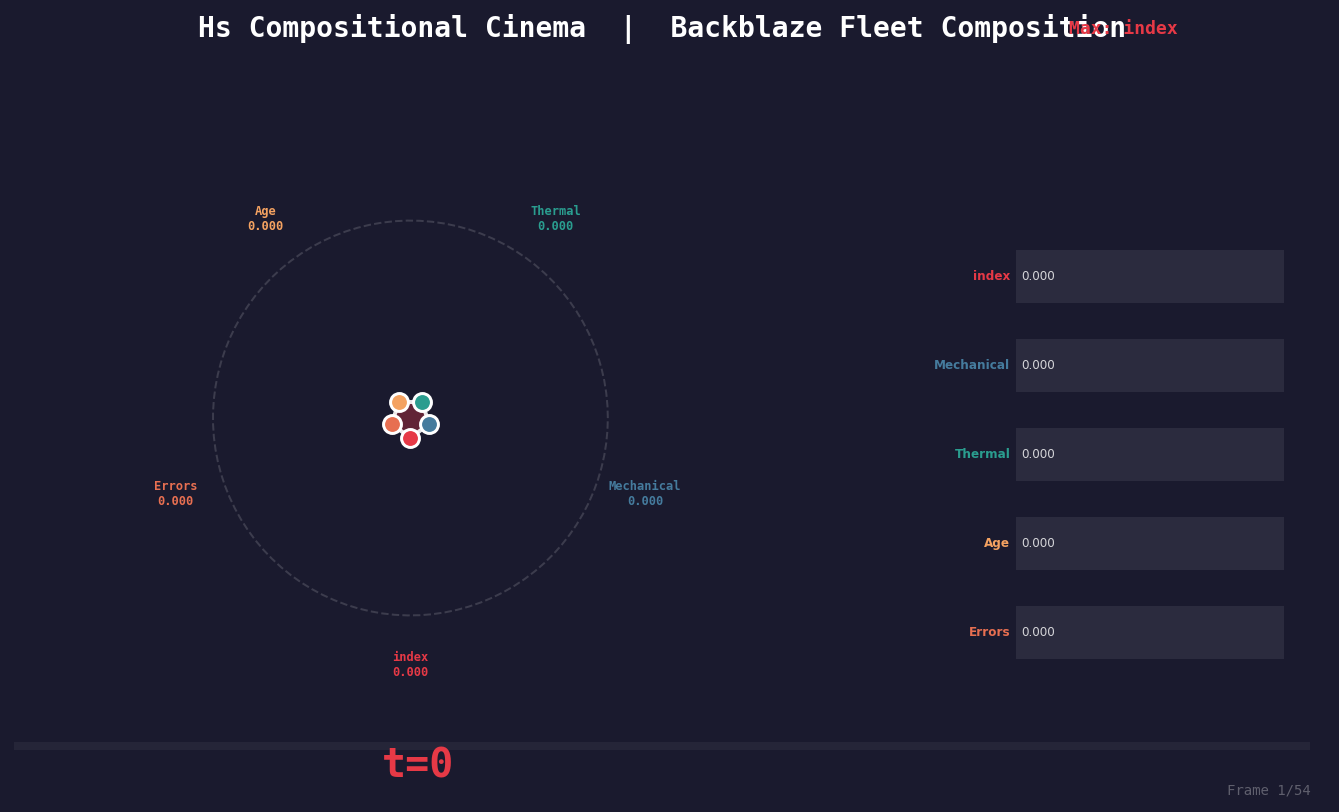 Hs Compositional Cinema | Backblaze Fleet Composition
Max: index
Age
0.000
Thermal
0.000
Errors
0.000
Mechanical
0.000
index
0.000
index 0.000
Mechanical 0.000
Thermal 0.000
Age 0.000
Errors 0.000
t=0
Frame 1/54